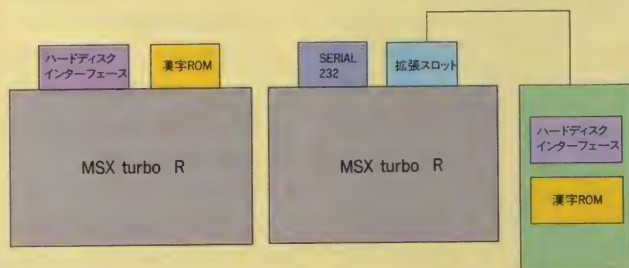 ハードディスク
インターフェース
漢字ROM
MSX turbo R
SERIAL
232
拡張スロット
MSX turbo R
ハードディスク
インターフェース
漢字ROM